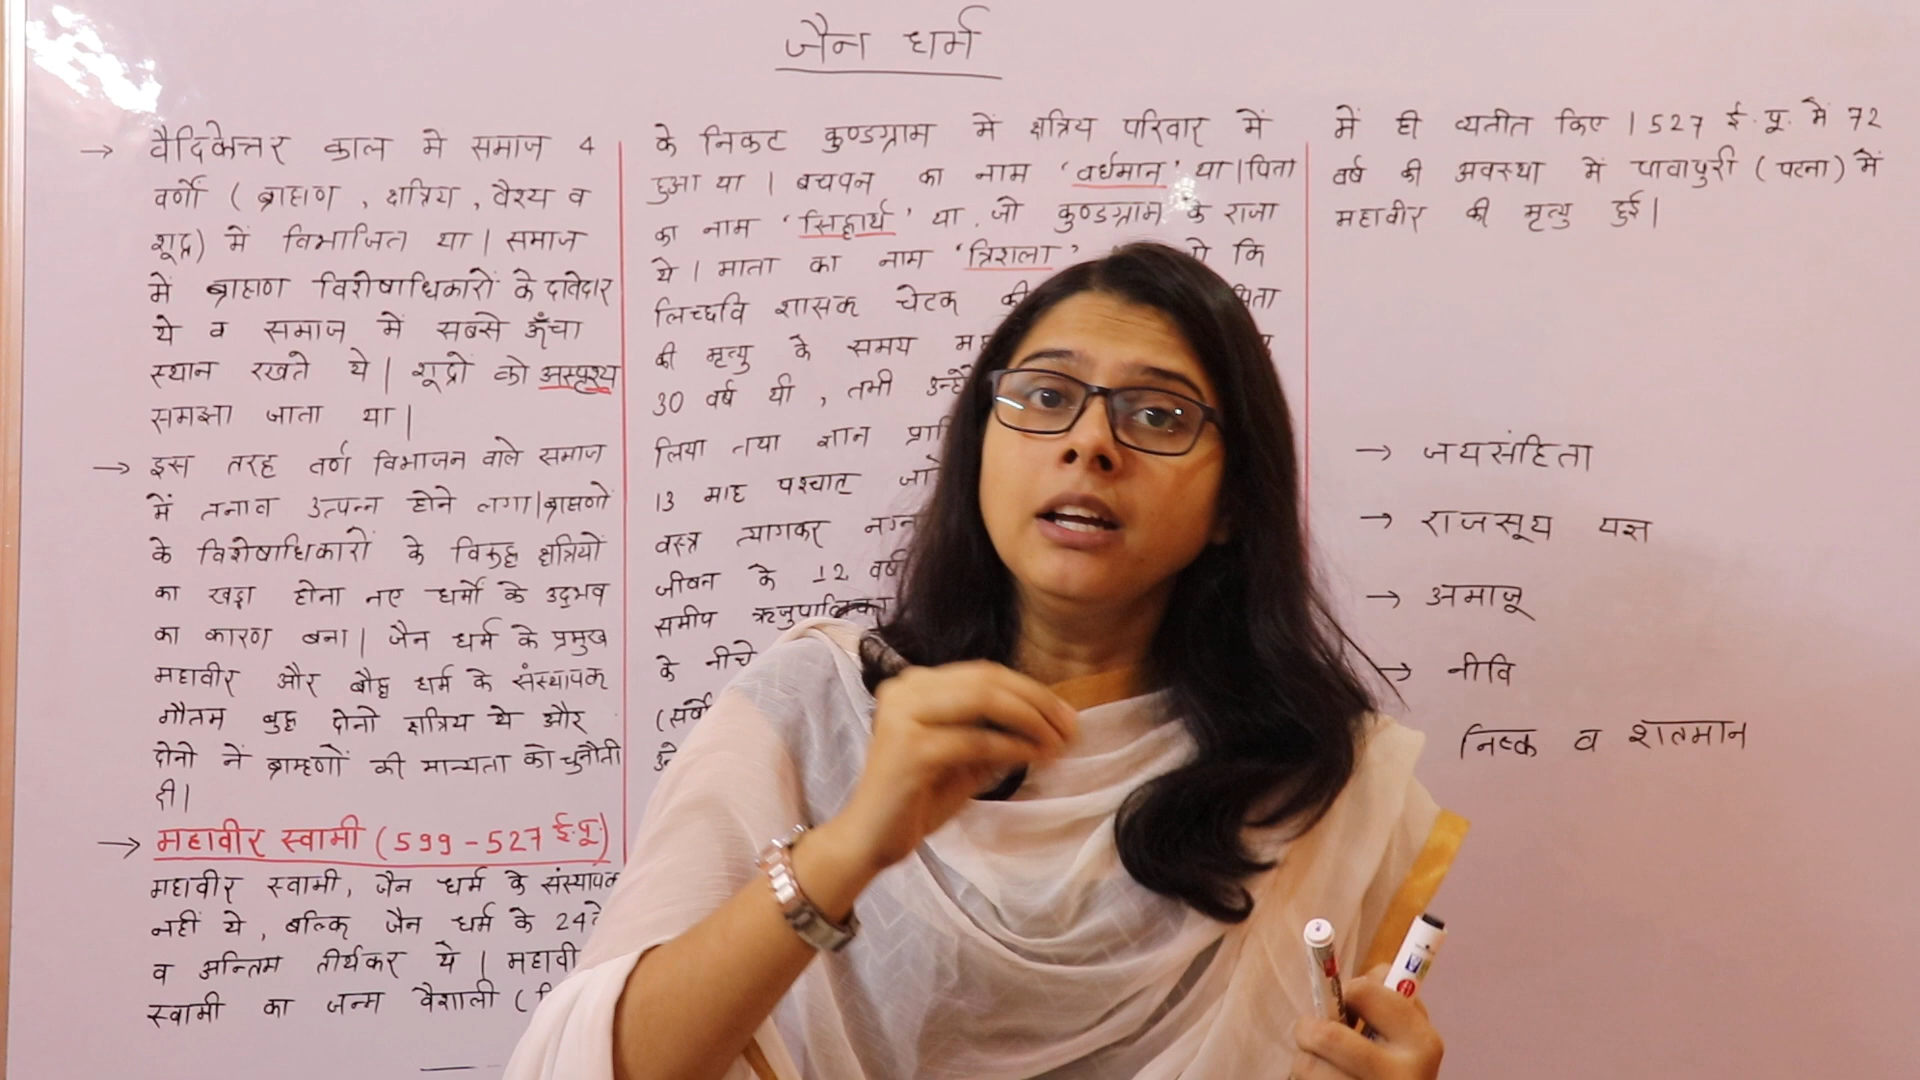 जैन धर्म
→ वैदिकेत्तर काल मे समाज 4
वर्णों ( ब्राह्मण , क्षत्रिय , वैश्य व
शूद्र) में विभाजित था। समाज
में ब्राह्मण विशेषाधिकारों के दावेदार
थे व समाज में सबसे ऊँचा
स्थान रखते थे। शूद्रों को अस्पृश्य
समझा जाता था।
→ इस तरह वर्ण विभाजन वाले समाज
में तनाव उत्पन्न होने लगा।ब्राह्मणों
के विशेषाधिकारों के विरुद्ध क्षत्रियों
का खड़ा होना नए धर्मों के उद्भव
का कारण बना। जैन धर्म के प्रमुख
महावीर और बौद्ध धर्म के संस्थापक
गौतम बुद्ध दोनो क्षत्रिय थे और
दोनो ने ब्राम्हणों की मान्यता को चुनौती
दी।
→ महावीर स्वामी (599-527 ई.पू.)
महावीर स्वामी, जैन धर्म के संस्थापक
नहीं थे, बल्कि जैन धर्म के 24वे
व अन्तिम तीर्थकर थे। महावी
स्वामी का जन्म वैशाली (
के निकट कुण्डग्राम में क्षत्रिय परिवार में
हुआ था। बचपन का नाम 'वर्धमान' था।पिता
का नाम 'सिद्धार्थ' था, जो कुण्डग्राम के राजा
थे। माता का नाम 'त्रिशला' कि
लिच्छवि शासक चेटक की
की मृत्यु के समय
30 वर्ष थी, तभी
लिया तथा ज्ञान
13 माह पश्चात
वस्त्र त्यागकर
जीवन के 12 वर्ष
समीप
के नीचे
में ही व्यतीत किए। 527 ई.पू. मे 72
वर्ष की अवस्था में पावापुरी (पटना) में
महावीर की मृत्यु हुई।
→ जयसंहिता
→ राजसूय यज्ञ
→ अमाजू
→ नीवि
निष्क व शतमान